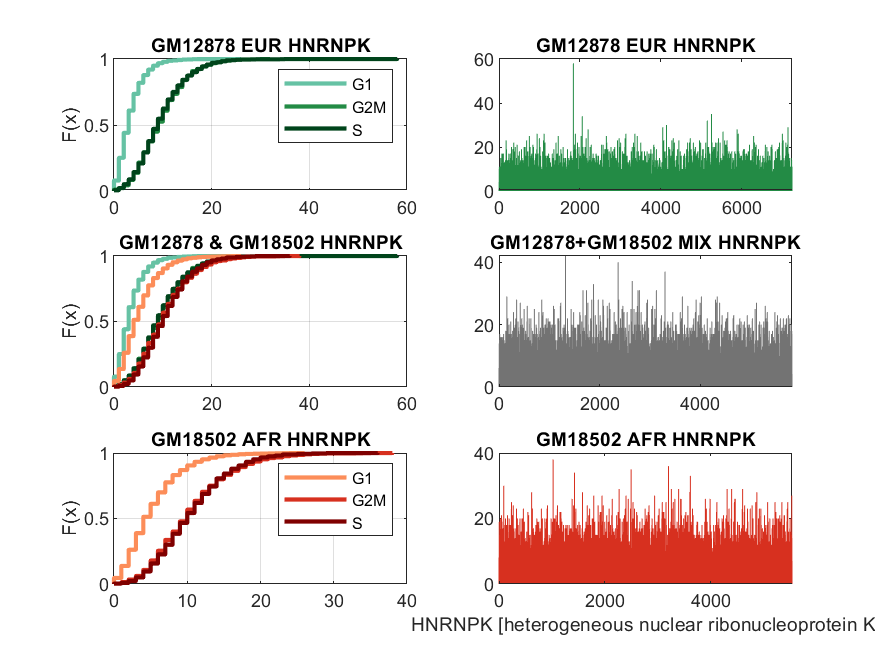 GM12878 EUR HNRNPK
F(x)
1
0.5
0
0 20 40 60
G1
G2M
S
GM12878 EUR HNRNPK
60
40
20
0
0 2000 4000 6000
GM12878 & GM18502 HNRNPK
F(x)
1
0.5
0
0 20 40 60
GM12878+GM18502 MIX HNRNPK
40
20
0
0 2000 4000
GM18502 AFR HNRNPK
F(x)
1
0.5
0
0 10 20 30 40
G1
G2M
S
GM18502 AFR HNRNPK
40
20
0
0 2000 4000
HNRNPK [heterogeneous nuclear ribonucleoprotein K